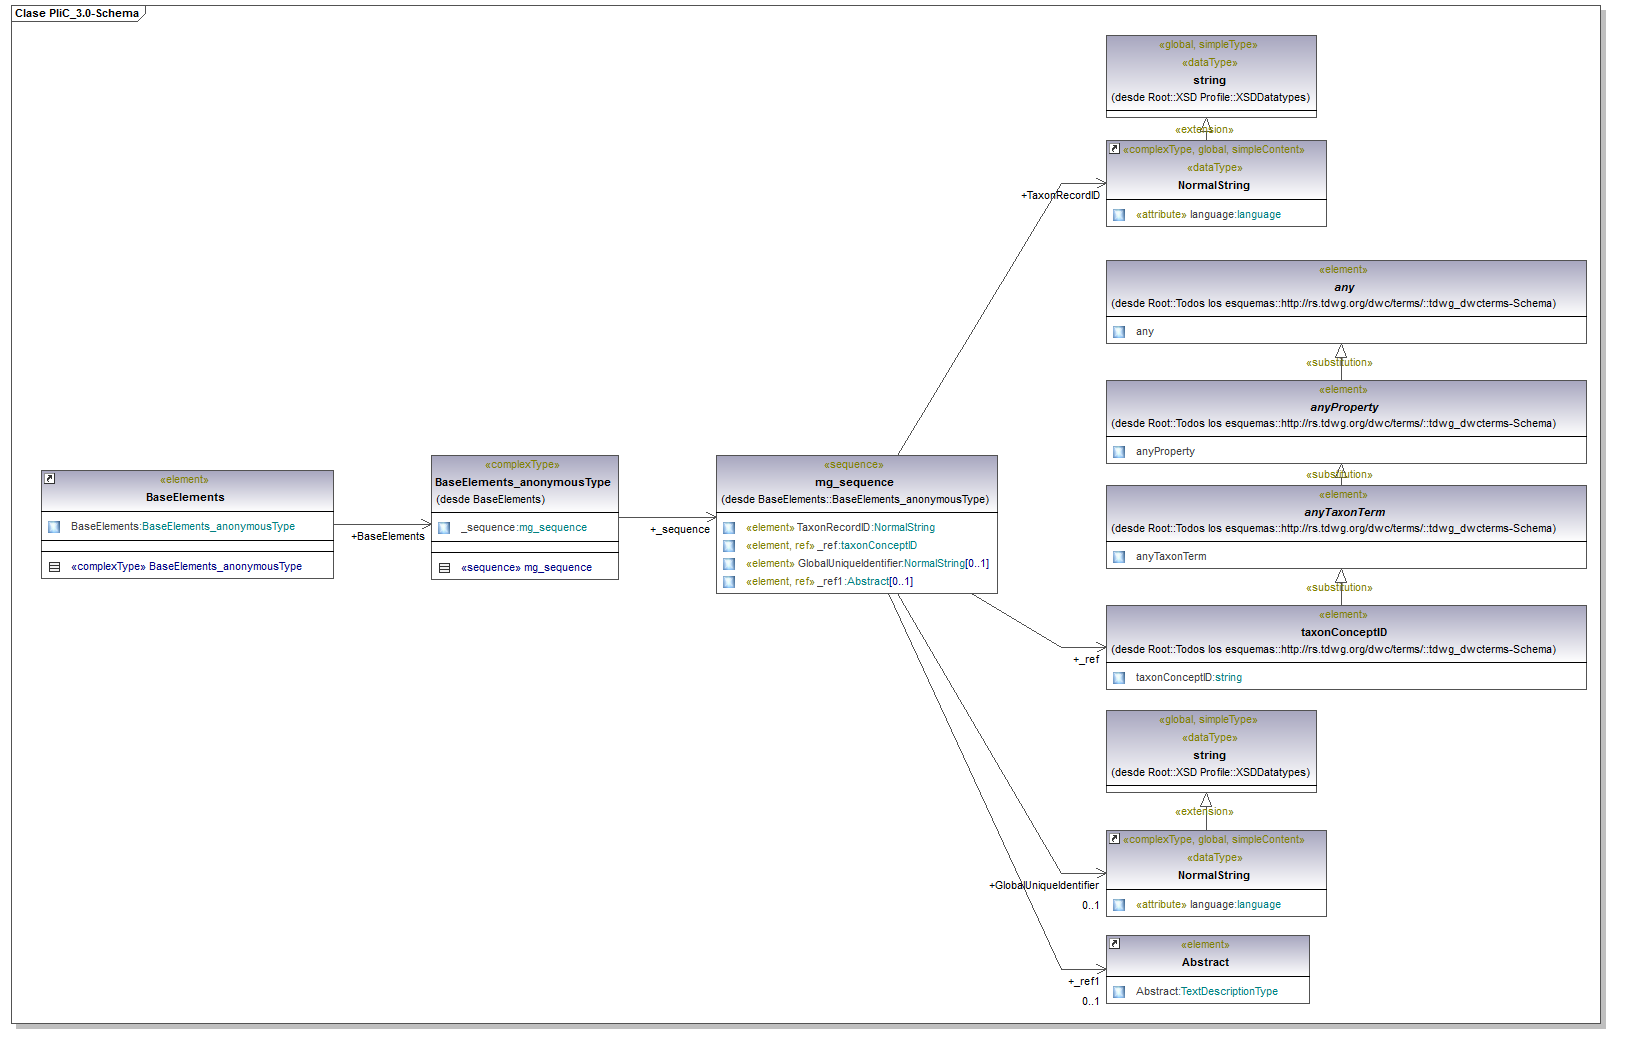 Clase PliC_3.0-Schema
«element»
BaseElements
BaseElements:BaseElements_anonymousType
«complexType» BaseElements_anonymousType
+BaseElements
«complexType»
BaseElements_anonymousType
(desde BaseElements)
_sequence:mg_sequence
«sequence» mg_sequence
+_sequence
«sequence»
mg_sequence
(desde BaseElements::BaseElements_anonymousType)
«element» TaxonRecordID:NormalString
«element, ref» _ref:taxonConceptID
«element» GlobalUniqueIdentifier:NormalString[0..1]
«element, ref» _ref1:Abstract[0..1]
«global, simpleType»
«dataType»
string
(desde Root::XSD Profile::XSDDatatypes)
«extension»
+TaxonRecordID
«complexType, global, simpleContent»
«dataType»
NormalString
«attribute» language:language
«element»
any
(desde Root::Todos los esquemas::http://rs.tdwg.org/dwc/terms/::tdwg_dwcterms-Schema)
any
«substitution»
«element»
anyProperty
(desde Root::Todos los esquemas::http://rs.tdwg.org/dwc/terms/::tdwg_dwcterms-Schema)
anyProperty
«substitution»
«element»
anyTaxonTerm
(desde Root::Todos los esquemas::http://rs.tdwg.org/dwc/terms/::tdwg_dwcterms-Schema)
anyTaxonTerm
«substitution»
+_ref
«element»
taxonConceptID
(desde Root::Todos los esquemas::http://rs.tdwg.org/dwc/terms/::tdwg_dwcterms-Schema)
taxonConceptID:string
«global, simpleType»
«dataType»
string
(desde Root::XSD Profile::XSDDatatypes)
«extension»
+GlobalUniqueIdentifier
0..1
«complexType, global, simpleContent»
«dataType»
NormalString
«attribute» language:language
+_ref1
0..1
«element»
Abstract
Abstract:TextDescriptionType